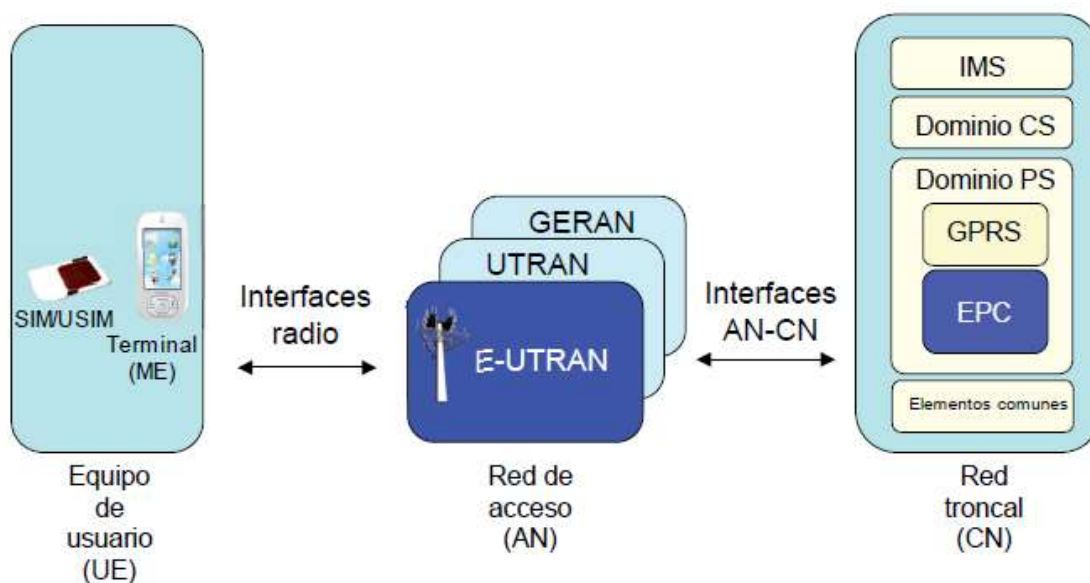 SIM/USIM
Terminal
(ME)
Equipo
de
usuario
(UE)
Interfaces
radio
GERAN
UTRAN
E-UTRAN
Red de
acceso
(AN)
Interfaces
AN-CN
IMS
Dominio CS
Dominio PS
GPRS
EPC
Elementos comunes
Red
troncal
(CN)